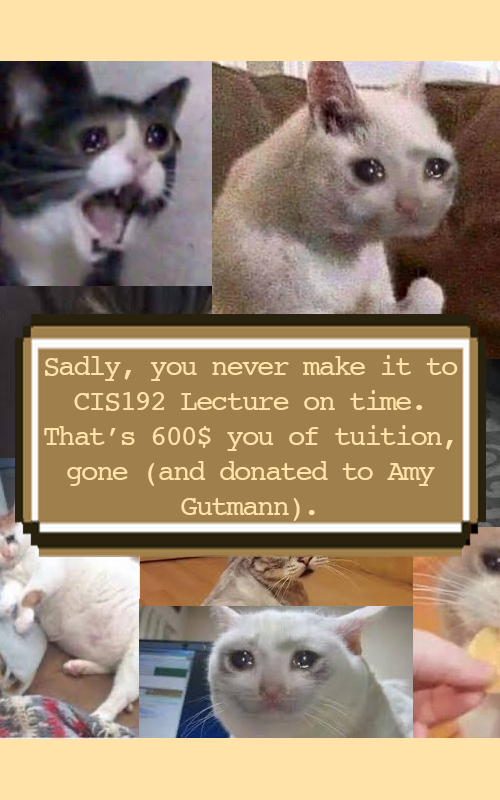 Sadly, you never make it to
CIS192 Lecture on time.
That’s 600$ you of tuition,
gone (and donated to Amy
Gutmann).